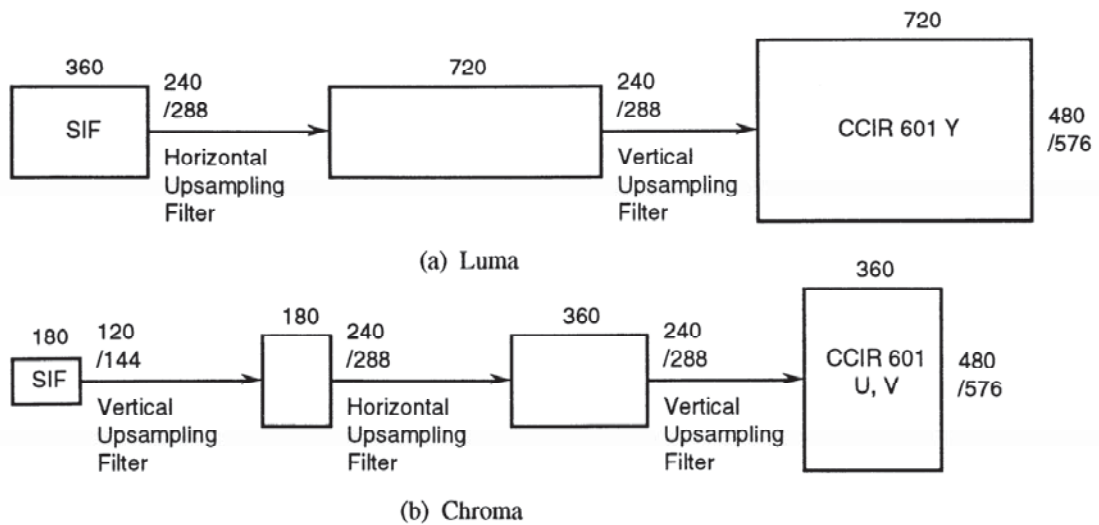 360
SIF
240
/288
Horizontal
Upsampling
Filter
720
240
/288
Vertical
Upsampling
Filter
720
CCIR 601 Y
480
/576
(a) Luma
180
SIF
120
/144
Vertical
Upsampling
Filter
180
240
/288
Horizontal
Upsampling
Filter
360
240
/288
Vertical
Upsampling
Filter
360
CCIR 601
U, V
480
/576
(b) Chroma